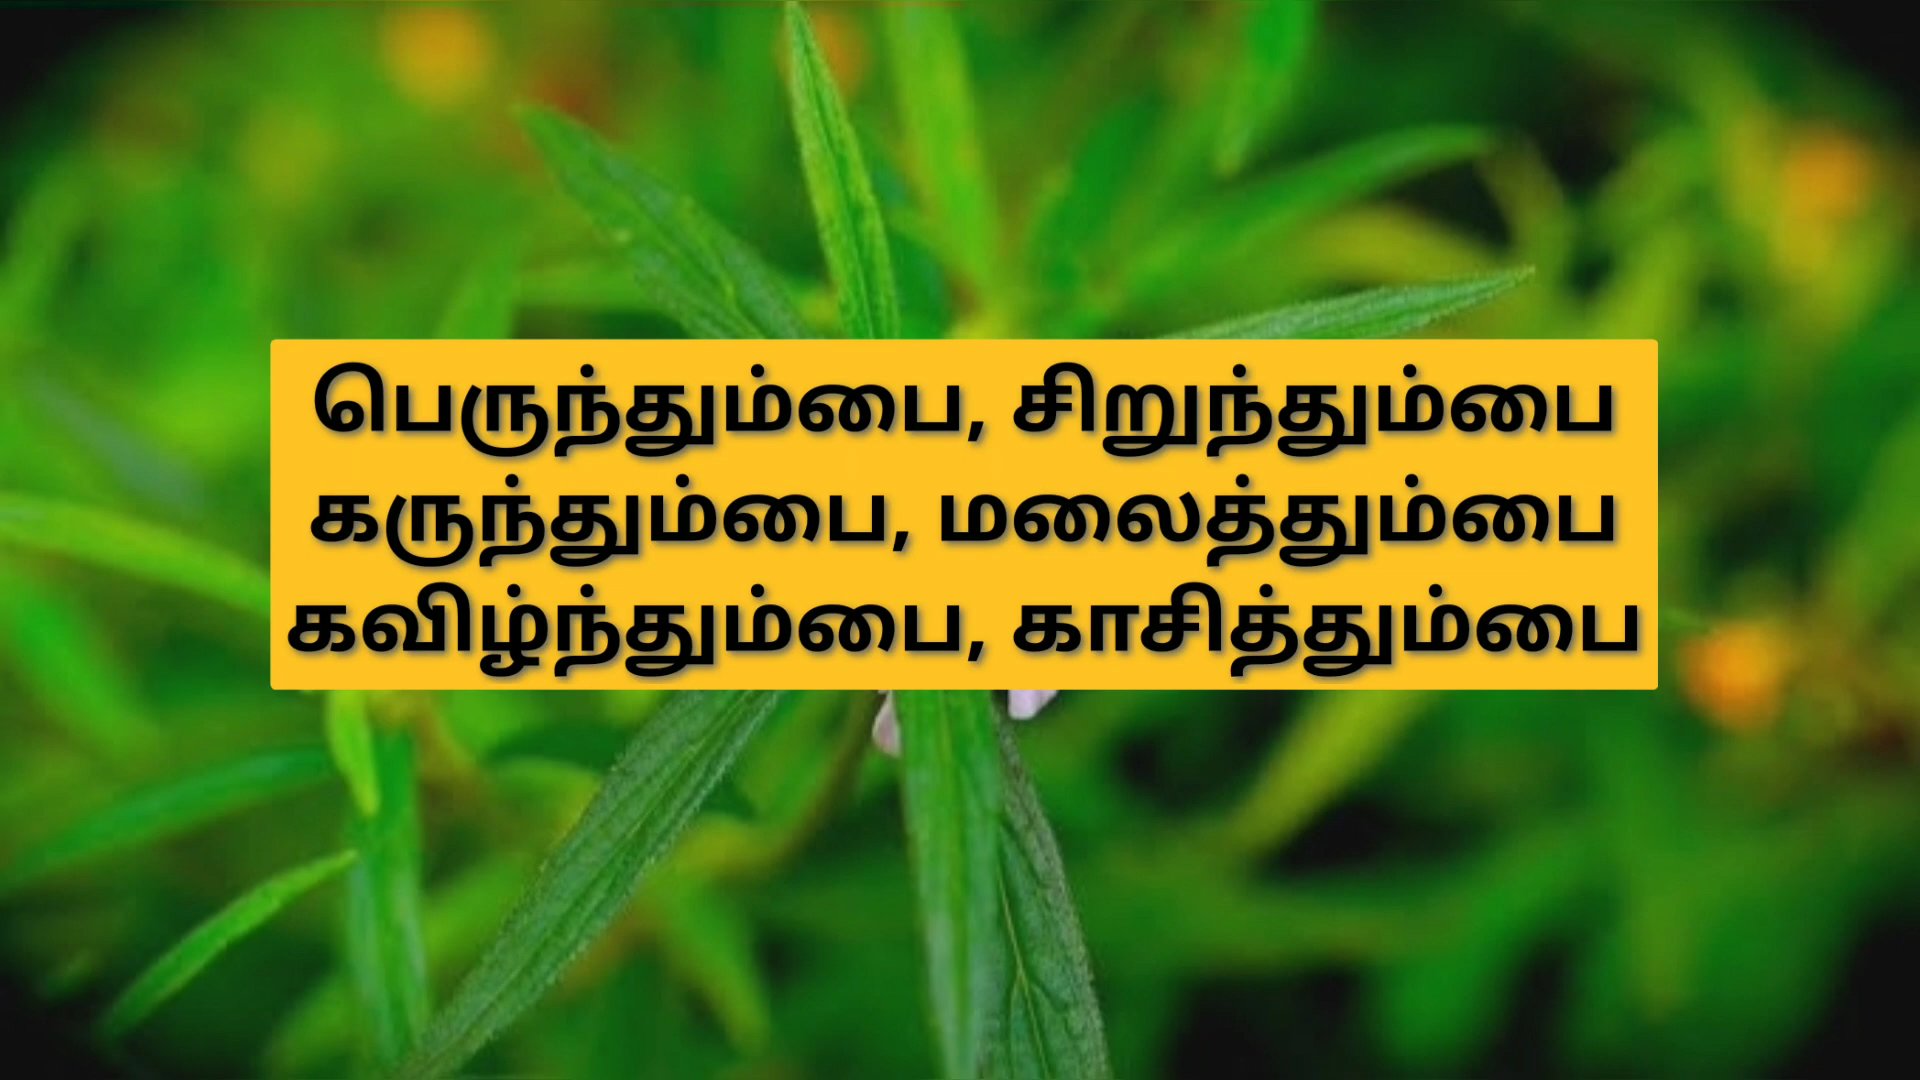 பெருந்தும்பை, சிறுந்தும்பை
கருந்தும்பை, மலைத்தும்பை
கவிழ்ந்தும்பை, காசித்தும்பை